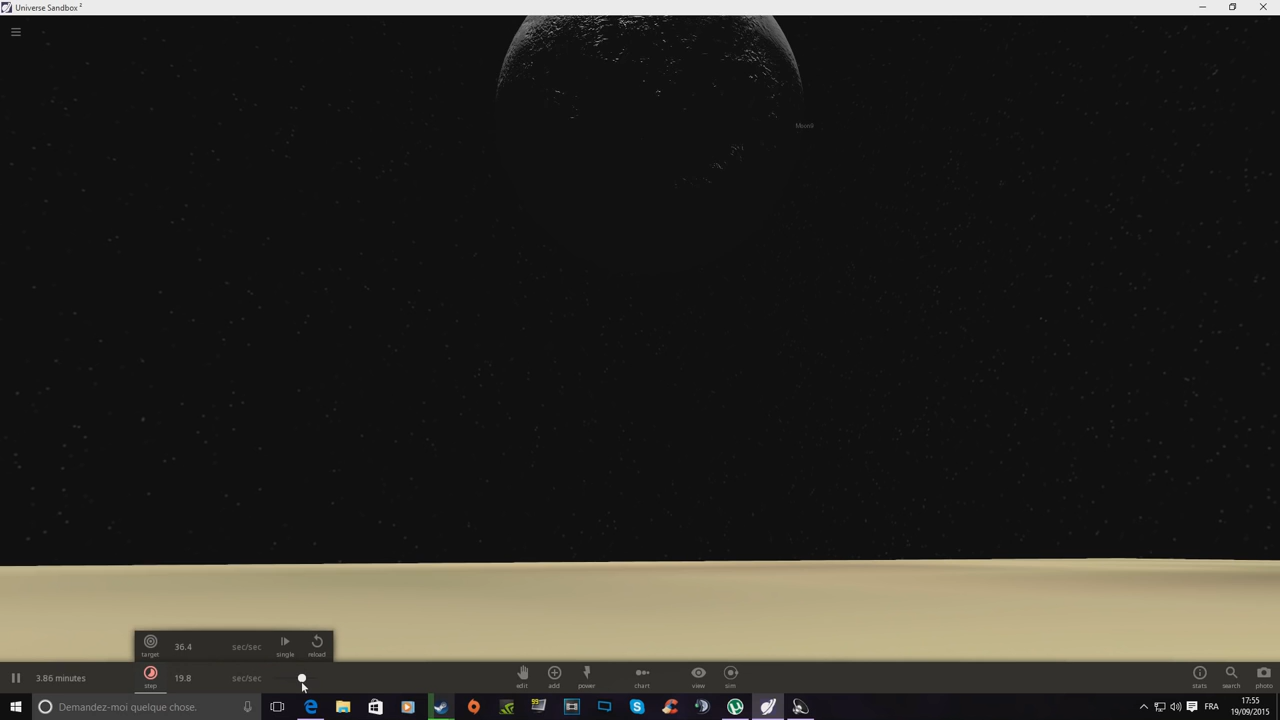 Universe Sandbox ²
Moon
target 36.4 sec/sec single reload
3.86 minutes step 19.8 sec/sec edit add power chart view sim stats search photo
Demandez-moi quelque chose. 99 FRA 17:55
19/09/2015